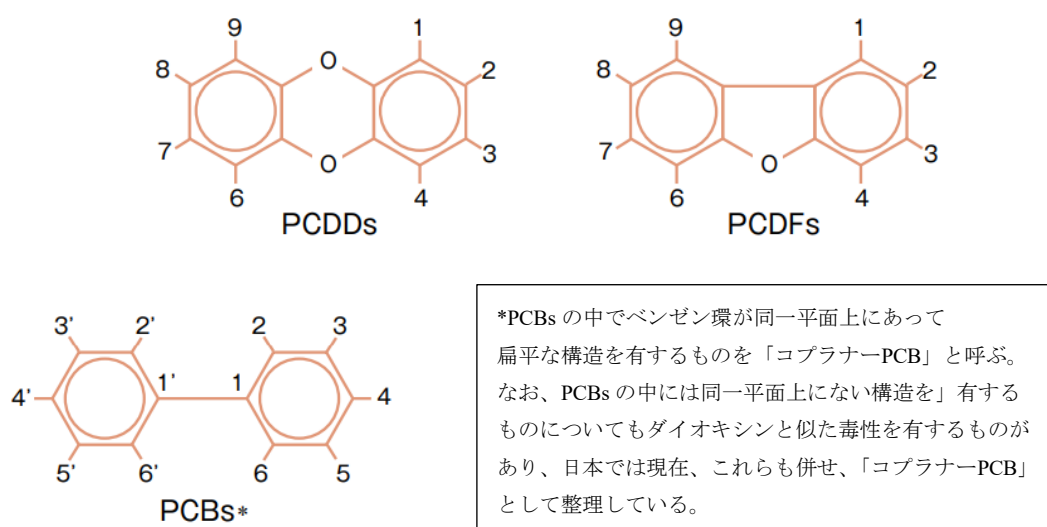 9
1
8
O
2
7
O
3
6
4
PCDDs
9
1
8
2
7
O
3
6
4
PCDFs
3'
2'
2
3
4'
1'
1
4
5'
6'
6
5
PCBs*
*PCBs の中でベンゼン環が同一平面上にあって
扁平な構造を有するものを「コプラナーPCB」と呼ぶ。
なお、PCBs の中には同一平面上にない構造を」有する
ものについてもダイオキシンと似た毒性を有するものが
あり、日本では現在、これらも併せ、「コプラナーPCB」
として整理している。